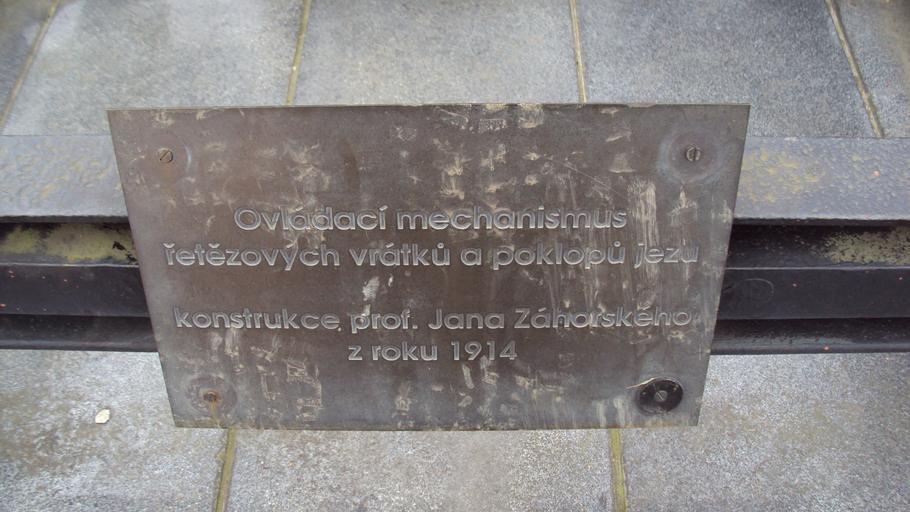 Ovládací mechanismus
řetězových vrátků a poklopů jezu
konstrukce prof. Jana Záhorského
z roku 1914